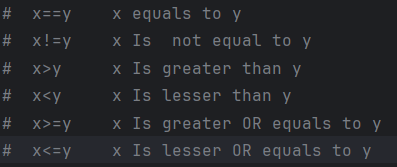 #  x==y    x equals to y
#  x!=y    x Is  not equal to y
#  x>y     x Is greater than y
#  x<y     x Is lesser than y
#  x>=y    x Is greater OR equals to y
#  x<=y    x Is lesser OR equals to y